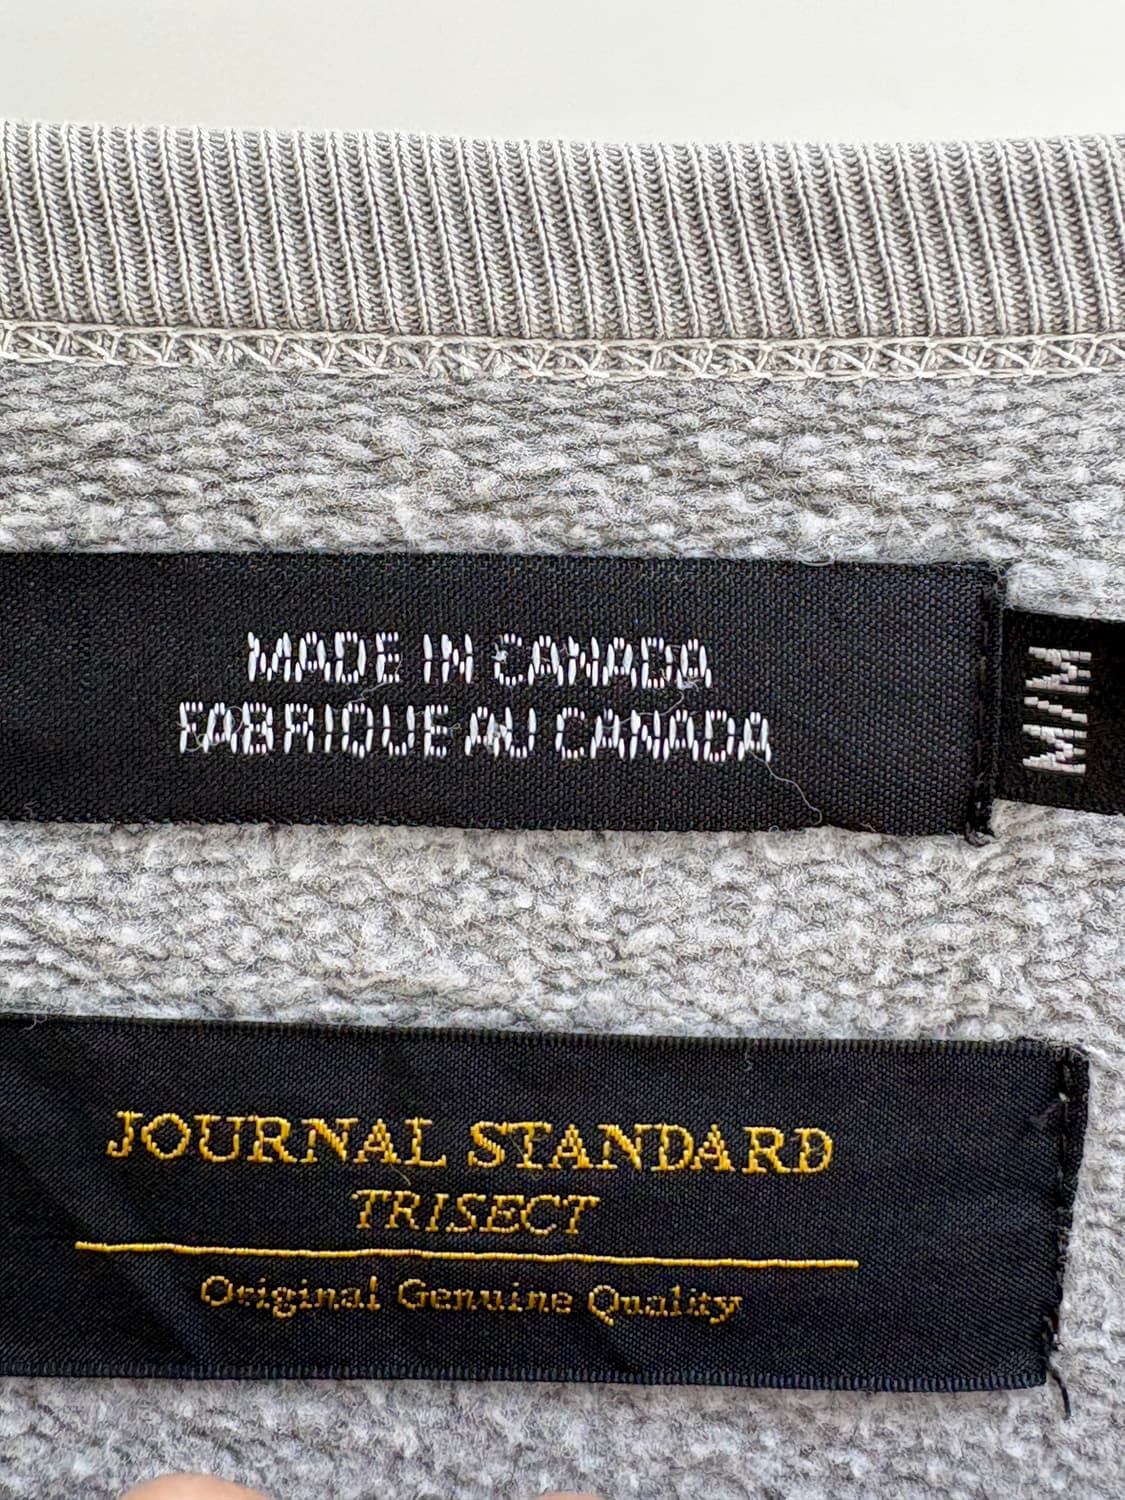 MADE IN CANADA
FABRIQUE AU CANADA
M/M
JOURNAL STANDARD
TRISECT
Original Genuine Quality